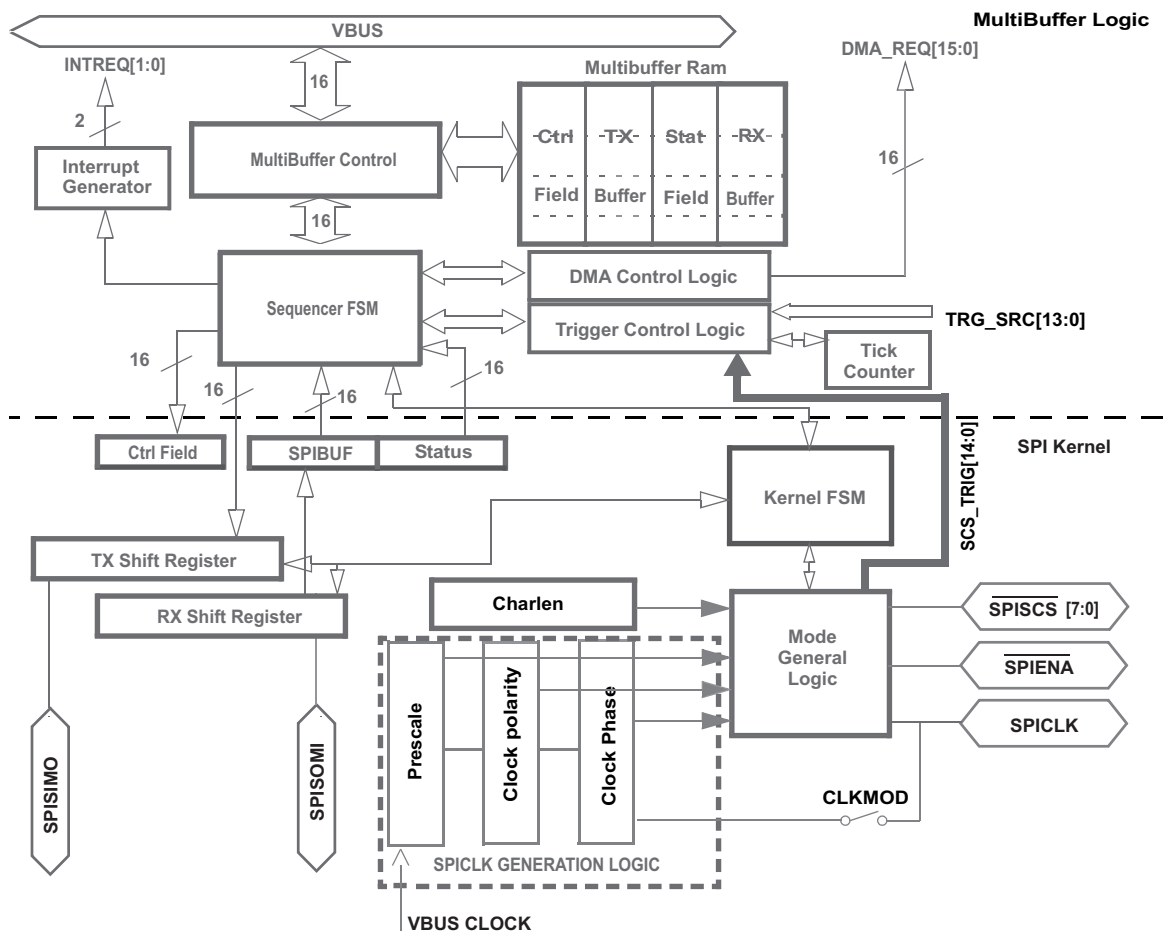 VBUS
MultiBuffer Logic
INTREQ[1:0]
DMA_REQ[15:0]
Multibuffer Ram
16
2
Ctrl TX Stat RX
MultiBuffer Control
Interrupt
Generator
16
Field Buffer Field Buffer
16
DMA Control Logic
Sequencer FSM
TRG_SRC[13:0]
Trigger Control Logic
Tick
Counter
16
16
16
16
SCS_TRIG[14:0]
SPI Kernel
Ctrl Field
SPIBUF
Status
Kernel FSM
TX Shift Register
Charlen
RX Shift Register
SPISCS [7:0]
Mode
General
Logic
SPIENA
SPICLK
Prescale
Clock polarity
Clock Phase
SPISIMO
SPISOMI
CLKMOD
SPICLK GENERATION LOGIC
VBUS CLOCK